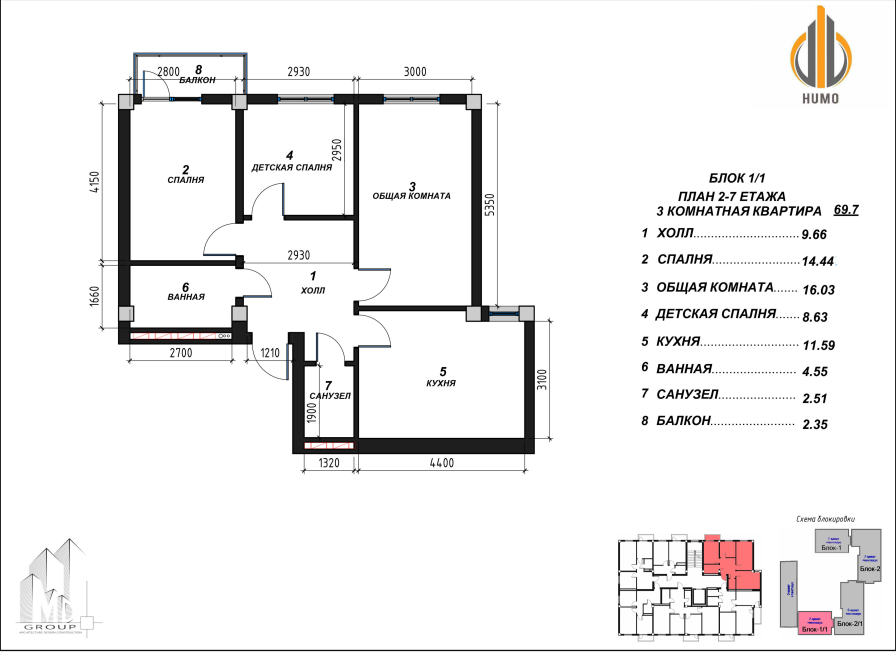 HUMO
8
БАЛКОН
2800
2930
3000
4150
2
СПАЛНЯ
4
ДЕТСКАЯ СПАЛНЯ
2950
3
ОБЩАЯ КОМНАТА
5350
2930
1
ХОЛЛ
1660
6
ВАННАЯ
2700
1210
7
САНУЗЕЛ
1900
5
КУХНЯ
3100
1320
4400
БЛОК 1/1
ПЛАН 2-7 ЕТАЖА
3 КОМНАТНАЯ КВАРТИРА 69.7
1 ХОЛЛ............................9.66
2 СПАЛНЯ.......................14.44
3 ОБЩАЯ КОМНАТА........16.03
4 ДЕТСКАЯ СПАЛНЯ.......8.63
5 КУХНЯ...........................11.59
6 ВАННАЯ........................4.55
7 САНУЗЕЛ......................2.51
8 БАЛКОН........................2.35
Схема блокировки
Блок-1
Блок-2
Блок-1/1
Блок-2/1
GROUP